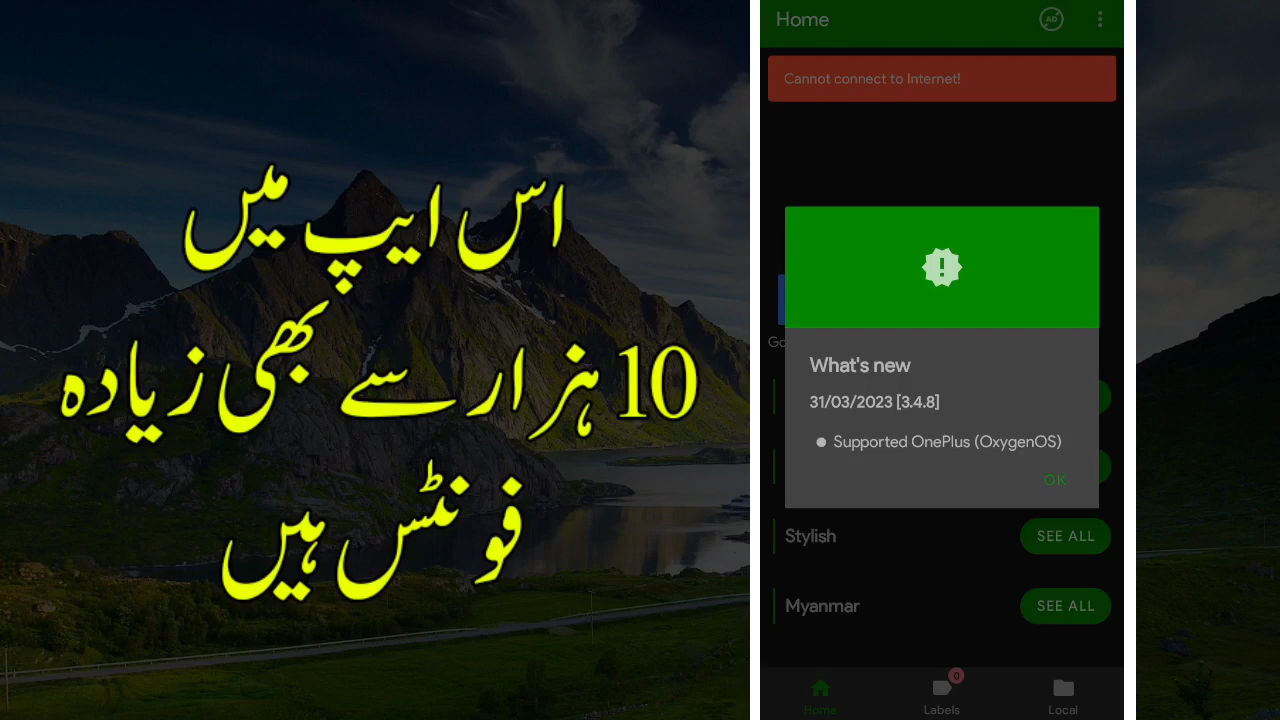 اس ایپ میں
10 ہزار سے بھی زیادہ
فونٹس ہیں
Home
AD
Cannot connect to Internet!
What's new
31/03/2023 [3.4.8]
Supported OnePlus (OxygenOS)
OK
Stylish
SEE ALL
Myanmar
SEE ALL
0
Home
Labels
Local